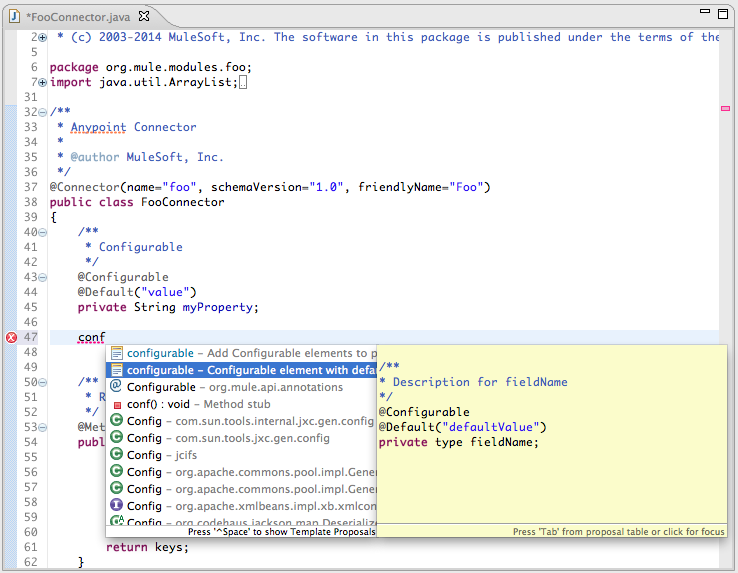 *FooConnector.java
2 * (c) 2003-2014 MuleSoft, Inc. The software in this package is published under the terms of the
5
6 package org.mule.modules.foo;
7 import java.util.ArrayList;
31
32 /**
33 * Anypoint Connector
34 *
35 * @author MuleSoft, Inc.
36 */
37 @Connector(name="foo", schemaVersion="1.0", friendlyName="Foo")
38 public class FooConnector
39 {
40 /**
41 * Configurable
42 */
43 @Configurable
44 @Default("value")
45 private String myProperty;
46
47 conf
48
49
50 /**
51 * R
52 */
53 @Met
54 publ
55
56
57
58
59
60
61 return keys;
62 }
configurable – Add Configurable elements to p
configurable – Configurable element with defau
Configurable – org.mule.api.annotations
conf() : void – Method stub
Config – com.sun.tools.internal.jxc.gen.config
Config – com.sun.tools.jxc.gen.config
Config – jcifs
Config – org.apache.commons.pool.impl.Gener
Config – org.apache.commons.pool.impl.Gener
Config – org.apache.xmlbeans.impl.xb.xmlcon
Config – org.codehaus.jackson.map.Deserialize
Press '^Space' to show Template Proposals
/**
* Description for fieldName
*/
@Configurable
@Default("defaultValue")
private type fieldName;
Press 'Tab' from proposal table or click for focus